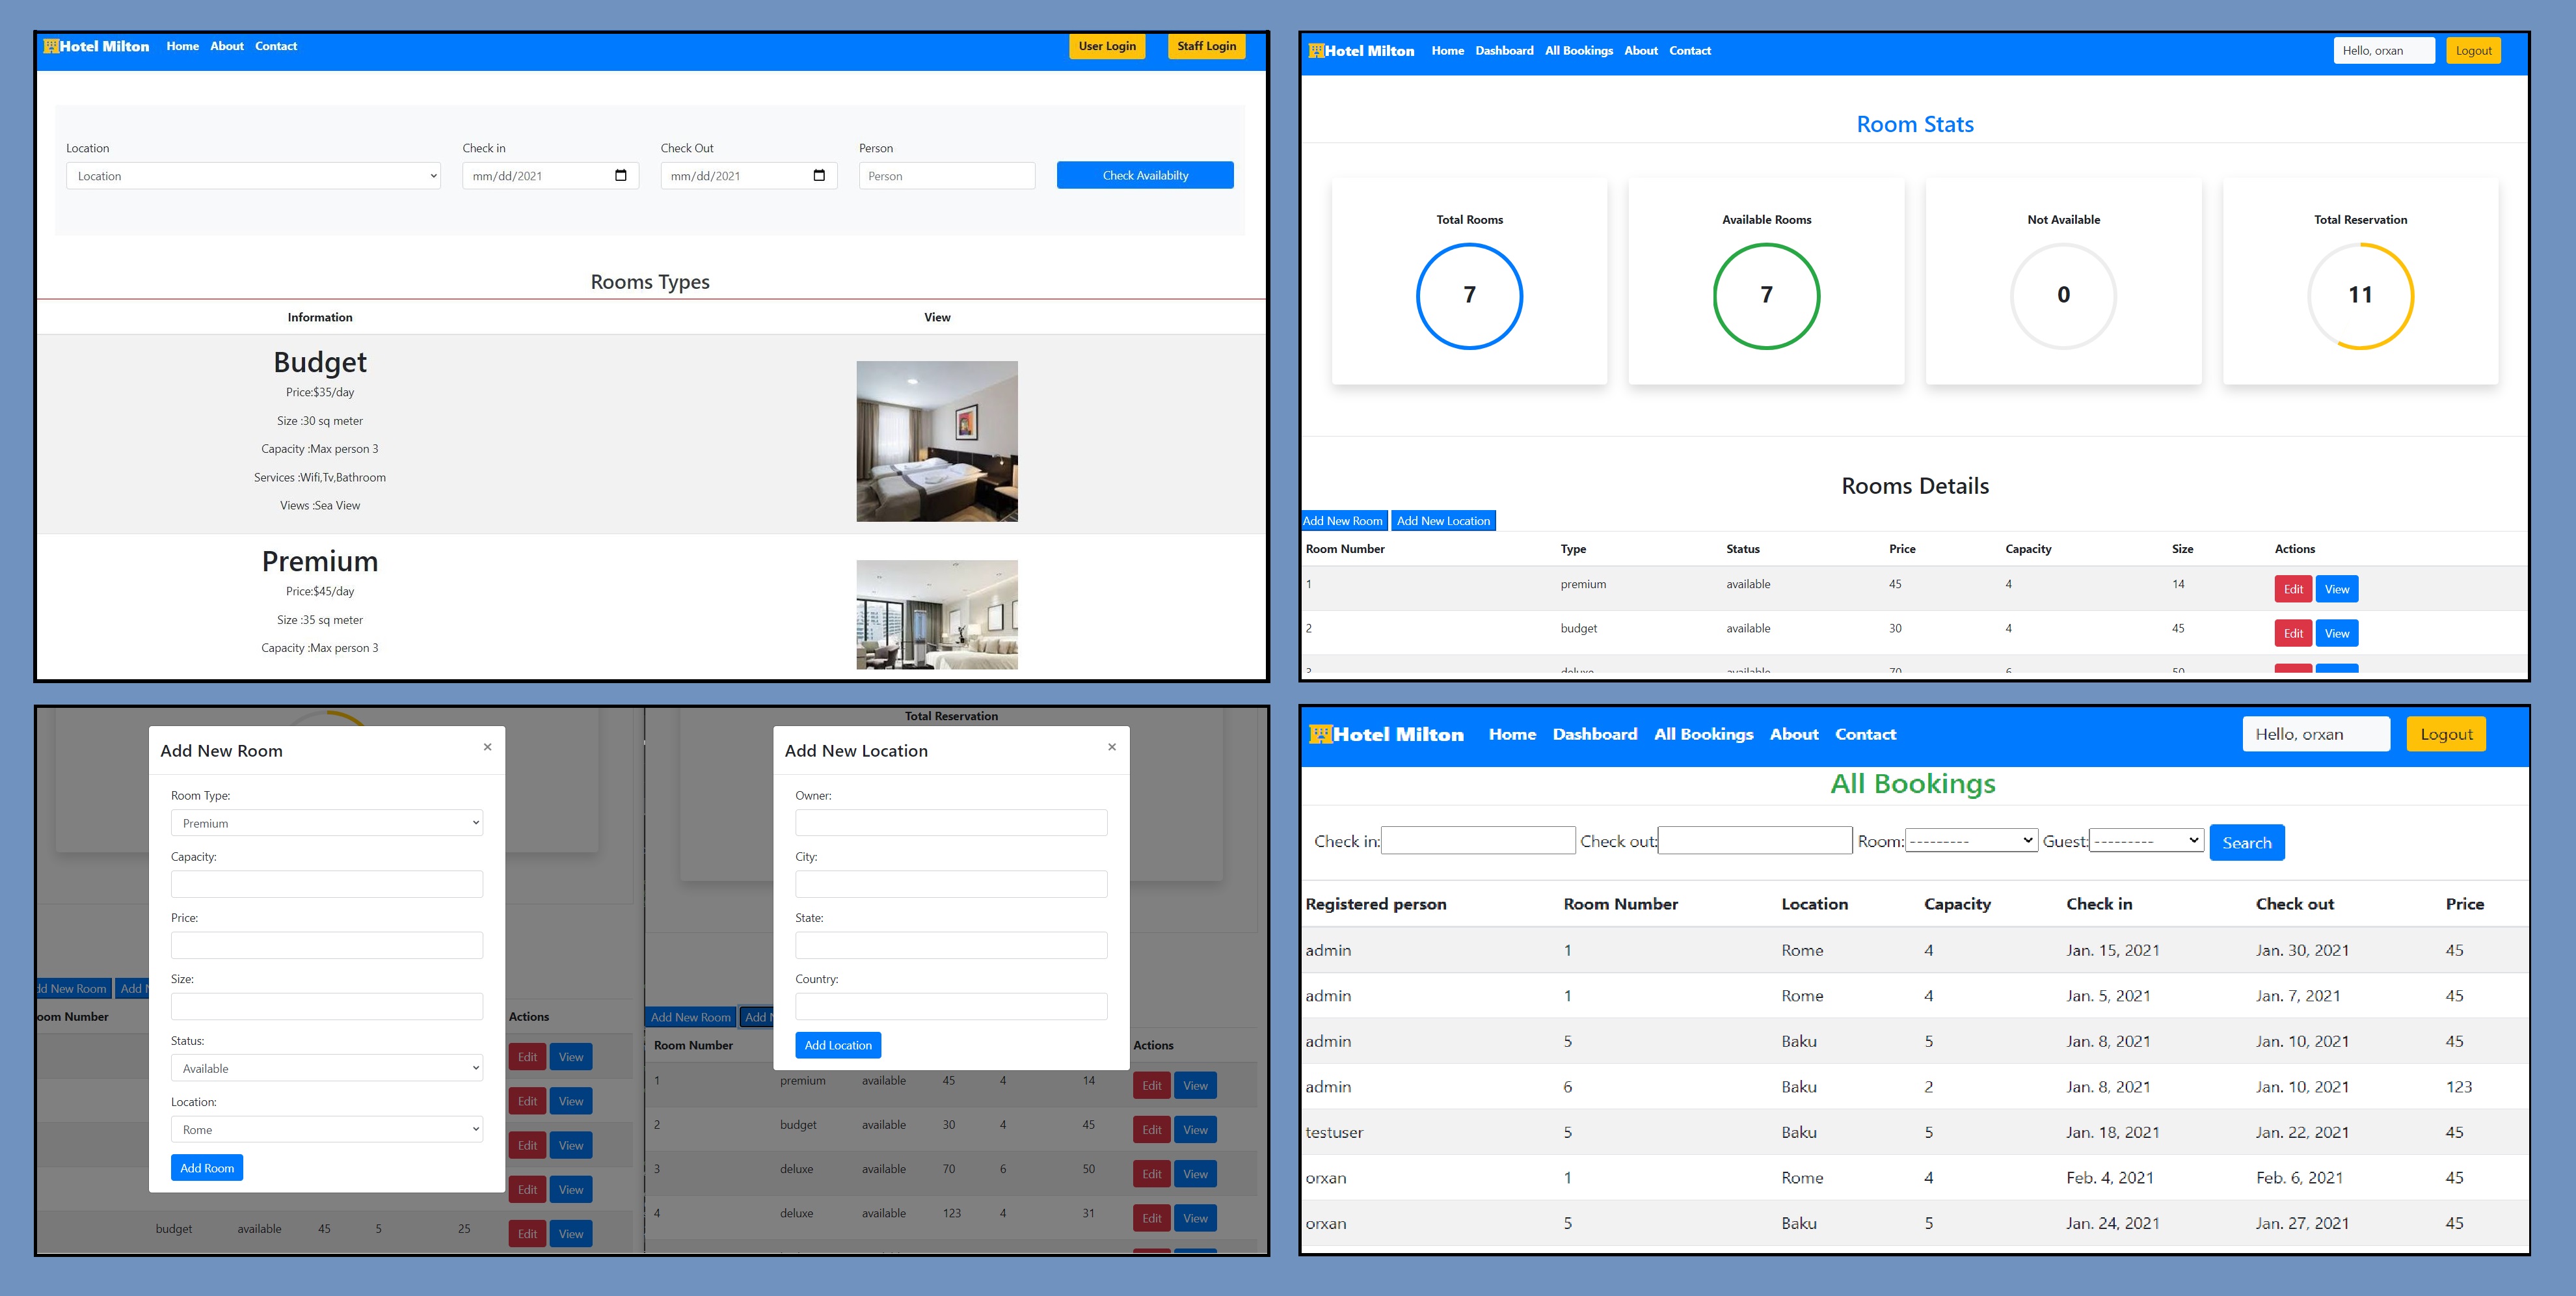 Hotel Milton Home About Contact User Login Staff Login
Location Check in Check Out Person
Location mm/dd/2021 mm/dd/2021 Person Check Availabilty
Rooms Types
Information View
Budget
Price:$35/day
Size :30 sq meter
Capacity :Max person 3
Services :Wifi,Tv,Bathroom
Views :Sea View
Premium
Price:$45/day
Size :35 sq meter
Capacity :Max person 3
Hotel Milton Home Dashboard All Bookings About Contact Hello, orxan Logout
Room Stats
Total Rooms Available Rooms Not Available Total Reservation
7 7 0 11
Rooms Details
Add New Room Add New Location
Room Number Type Status Price Capacity Size Actions
1 premium available 45 4 14 Edit View
2 budget available 30 4 45 Edit View
3 deluxe available 70 6 50
Add New Room ×
Room Type:
Premium
Capacity:
Price:
Size:
Status:
Available
Location:
Rome
Add Room
dd New Room Add N
oom Number Actions
Edit View
Edit View
Edit View
Edit View
budget available 45 5 25 Edit View
Total Reservation
Add New Location ×
Owner:
City:
State:
Country:
Add Location
Add New Room Add N
Room Number Actions
1 premium available 45 4 14 Edit View
2 budget available 30 4 45 Edit View
3 deluxe available 70 6 50 Edit View
4 deluxe available 123 4 31 Edit View
Hotel Milton Home Dashboard All Bookings About Contact Hello, orxan Logout
All Bookings
Check in: Check out: Room: --------- Guest: --------- Search
Registered person Room Number Location Capacity Check in Check out Price
admin 1 Rome 4 Jan. 15, 2021 Jan. 30, 2021 45
admin 1 Rome 4 Jan. 5, 2021 Jan. 7, 2021 45
admin 5 Baku 5 Jan. 8, 2021 Jan. 10, 2021 45
admin 6 Baku 2 Jan. 8, 2021 Jan. 10, 2021 123
testuser 5 Baku 5 Jan. 18, 2021 Jan. 22, 2021 45
orxan 1 Rome 4 Feb. 4, 2021 Feb. 6, 2021 45
orxan 5 Baku 5 Jan. 24, 2021 Jan. 27, 2021 45